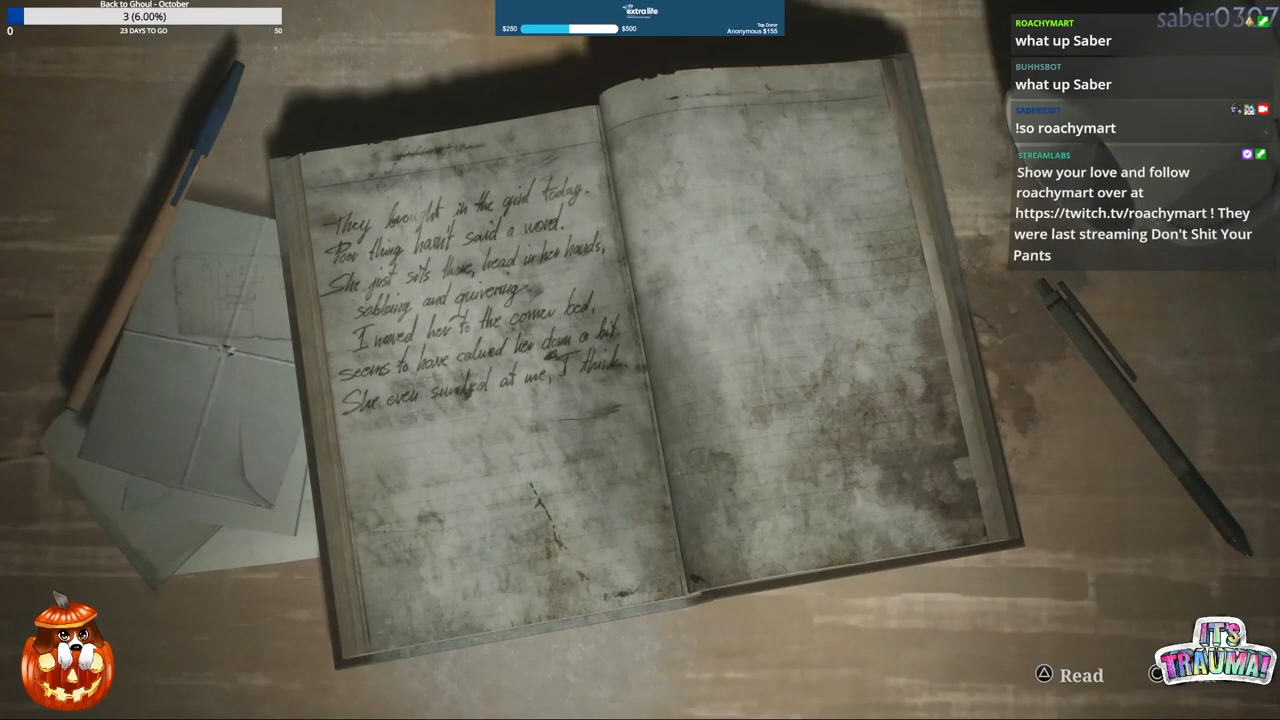 Back to Ghoul - October
3 (6.00%)
0
23 DAYS TO GO
50
extralife
$250
$500
Top Donor
Anonymous $155
saber0307
ROACHYMART
what up Saber
BUHHSBOT
what up Saber
SABER0307
!so roachymart
STREAMLABS
Show your love and follow
roachymart over at
https://twitch.tv/roachymart ! They
were last streaming Don't Shit Your
Pants
They brought in the girl today.
Poor thing hasn't said a word.
She just sits there, head in her hands,
sobbing and quivering.
I moved her to the corner bed,
seems to have calmed her down a bit.
She even smiled at me, I think.
Read
IT'S
TRAUMA!